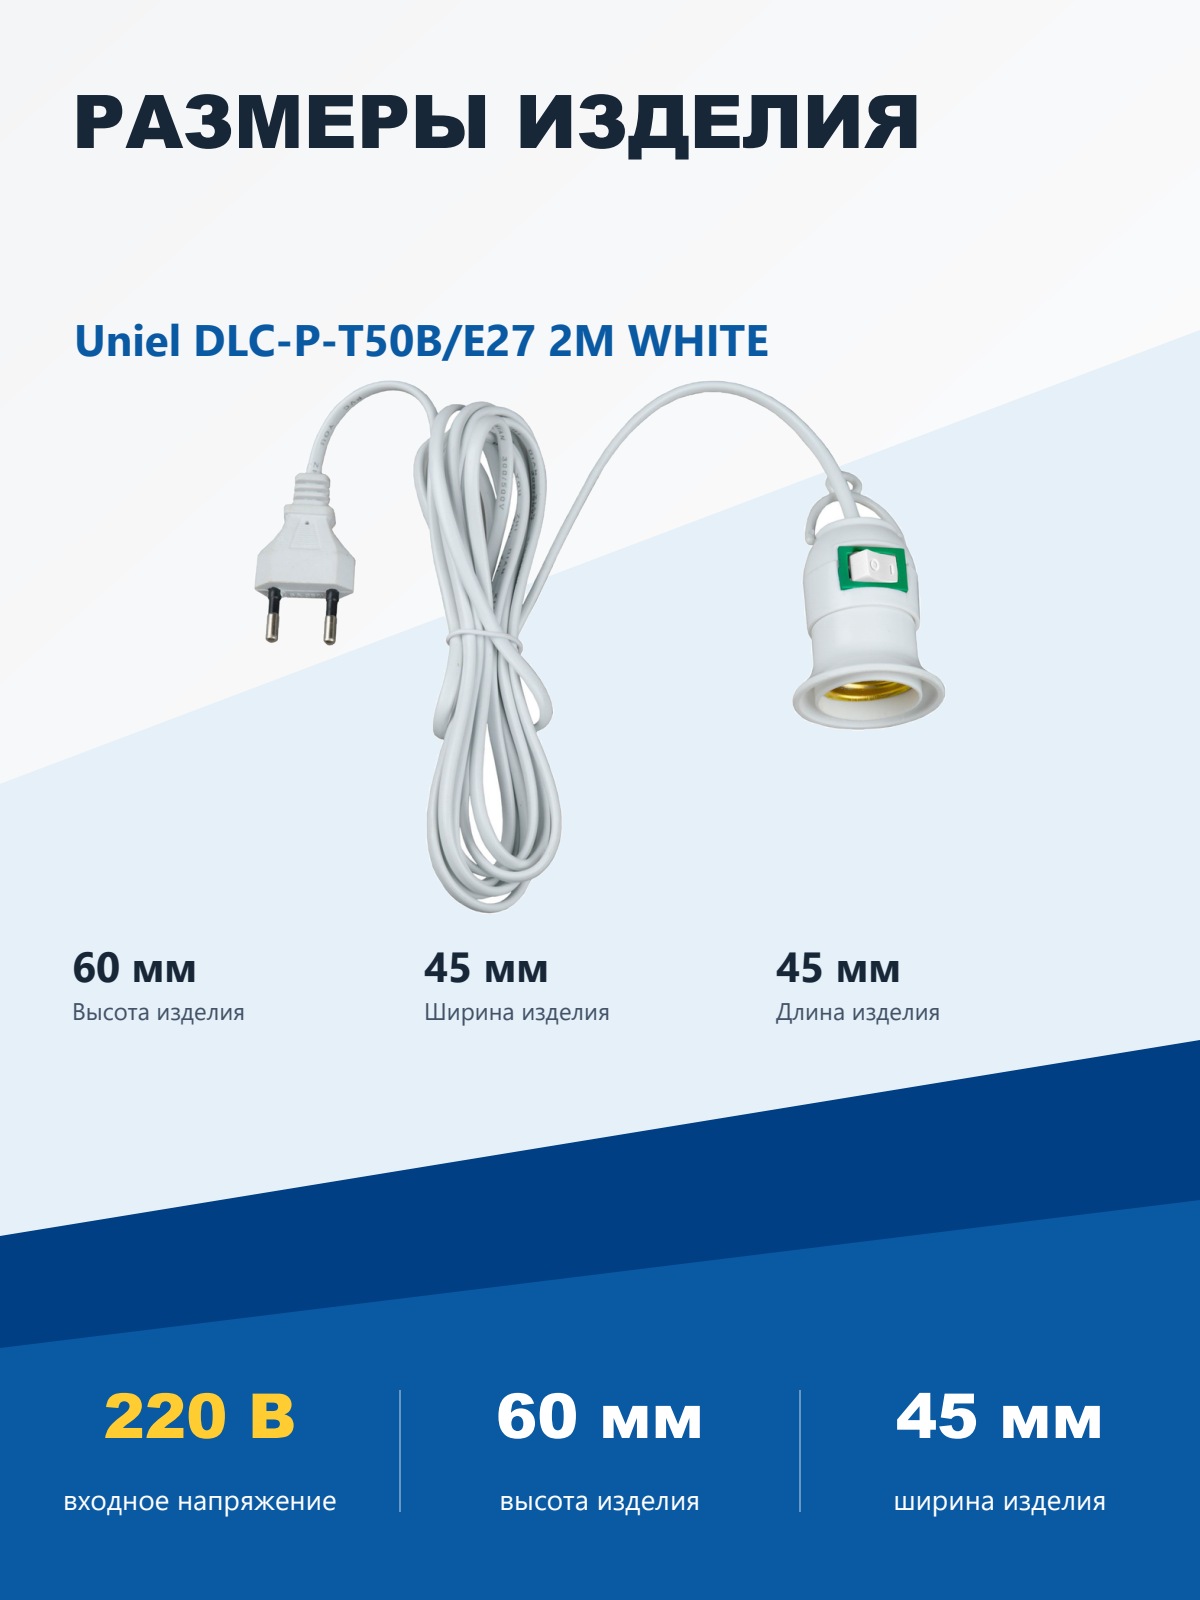 РАЗМЕРЫ ИЗДЕЛИЯ
Uniel DLC-P-T50B/E27 2M WHITE
60 мм
45 мм
45 мм
Высота изделия
Ширина изделия
Длина изделия
220 В
60 мм
45 мм
входное напряжение
высота изделия
ширина изделия